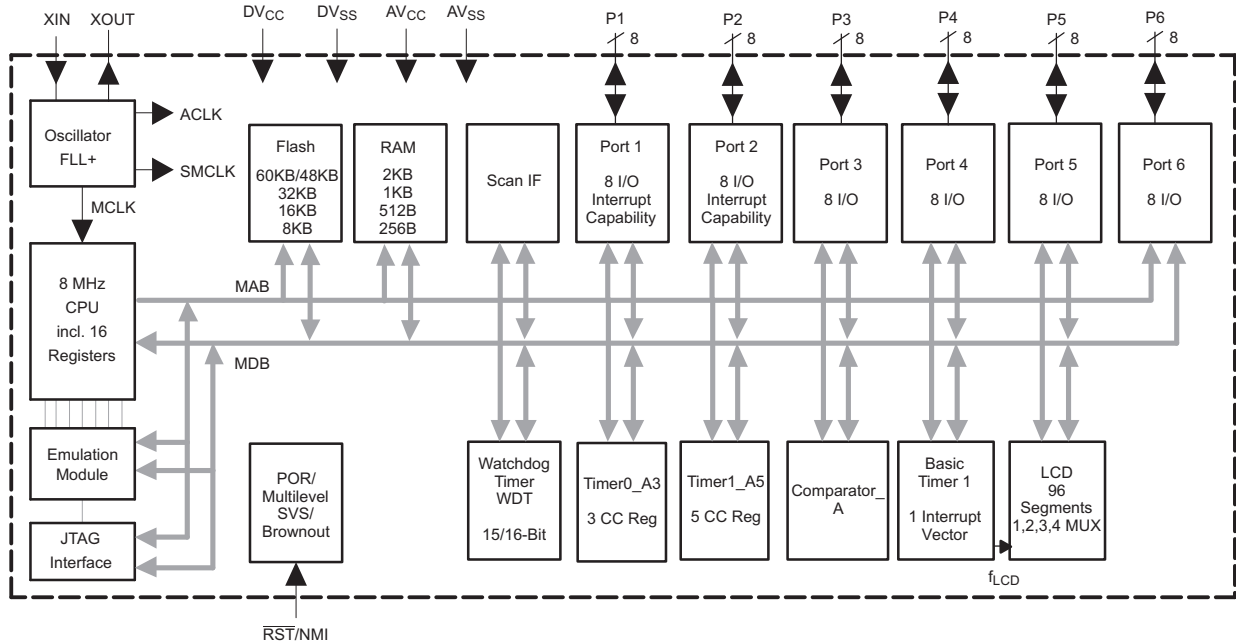 XIN XOUT DVCC DVSS AVCC AVSS P1 P2 P3 P4 P5 P6
8 8 8 8 8 8
Oscillator
FLL+
ACLK
SMCLK
MCLK
Flash
60KB/48KB
32KB
16KB
8KB
RAM
2KB
1KB
512B
256B
Scan IF
Port 1
8 I/O
Interrupt
Capability
Port 2
8 I/O
Interrupt
Capability
Port 3
8 I/O
Port 4
8 I/O
Port 5
8 I/O
Port 6
8 I/O
8 MHz
CPU
incl. 16
Registers
MAB
MDB
Emulation
Module
JTAG
Interface
POR/
Multilevel
SVS/
Brownout
RST/NMI
Watchdog
Timer
WDT
15/16-Bit
Timer0_A3
3 CC Reg
Timer1_A5
5 CC Reg
Comparator_
A
Basic
Timer 1
1 Interrupt
Vector
fLCD
LCD
96
Segments
1,2,3,4 MUX